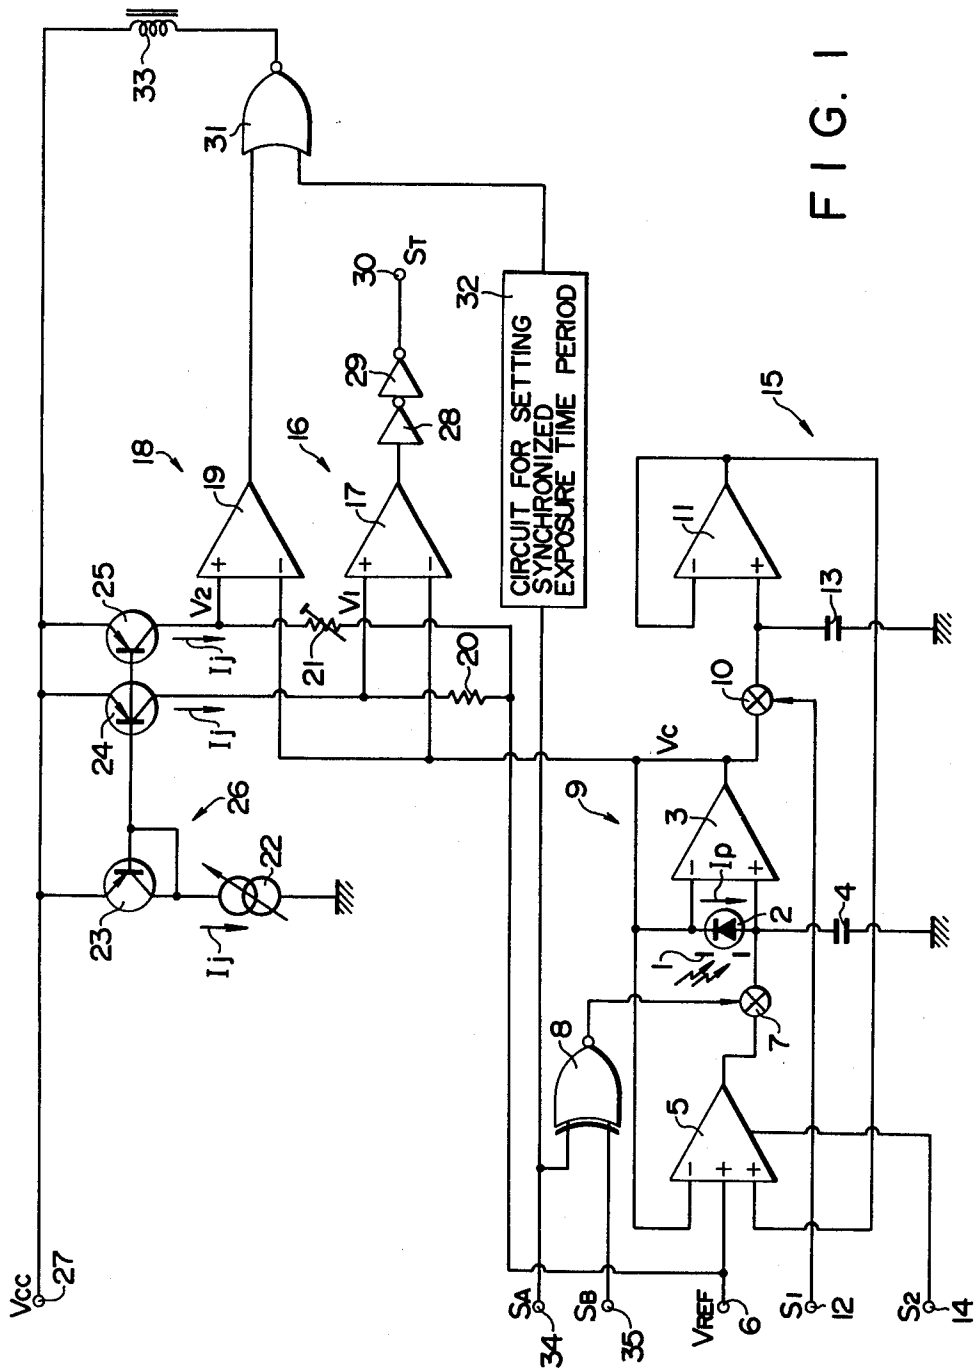 Vcc
27
SA
34
SB
35
VREF
6
S1
12
S2
14
23
Ij
22
26
24
Ij
25
Ij
V2
21
V1
20
18
19
+
−
16
17
+
−
28
29
30
ST
31
33
32
CIRCUIT FOR SETTING
SYNCHRONIZED
EXPOSURE TIME PERIOD
8
7
5
−
+
+
1
2
Ip
3
−
+
4
9
Vc
10
11
−
+
13
15
FIG. 1